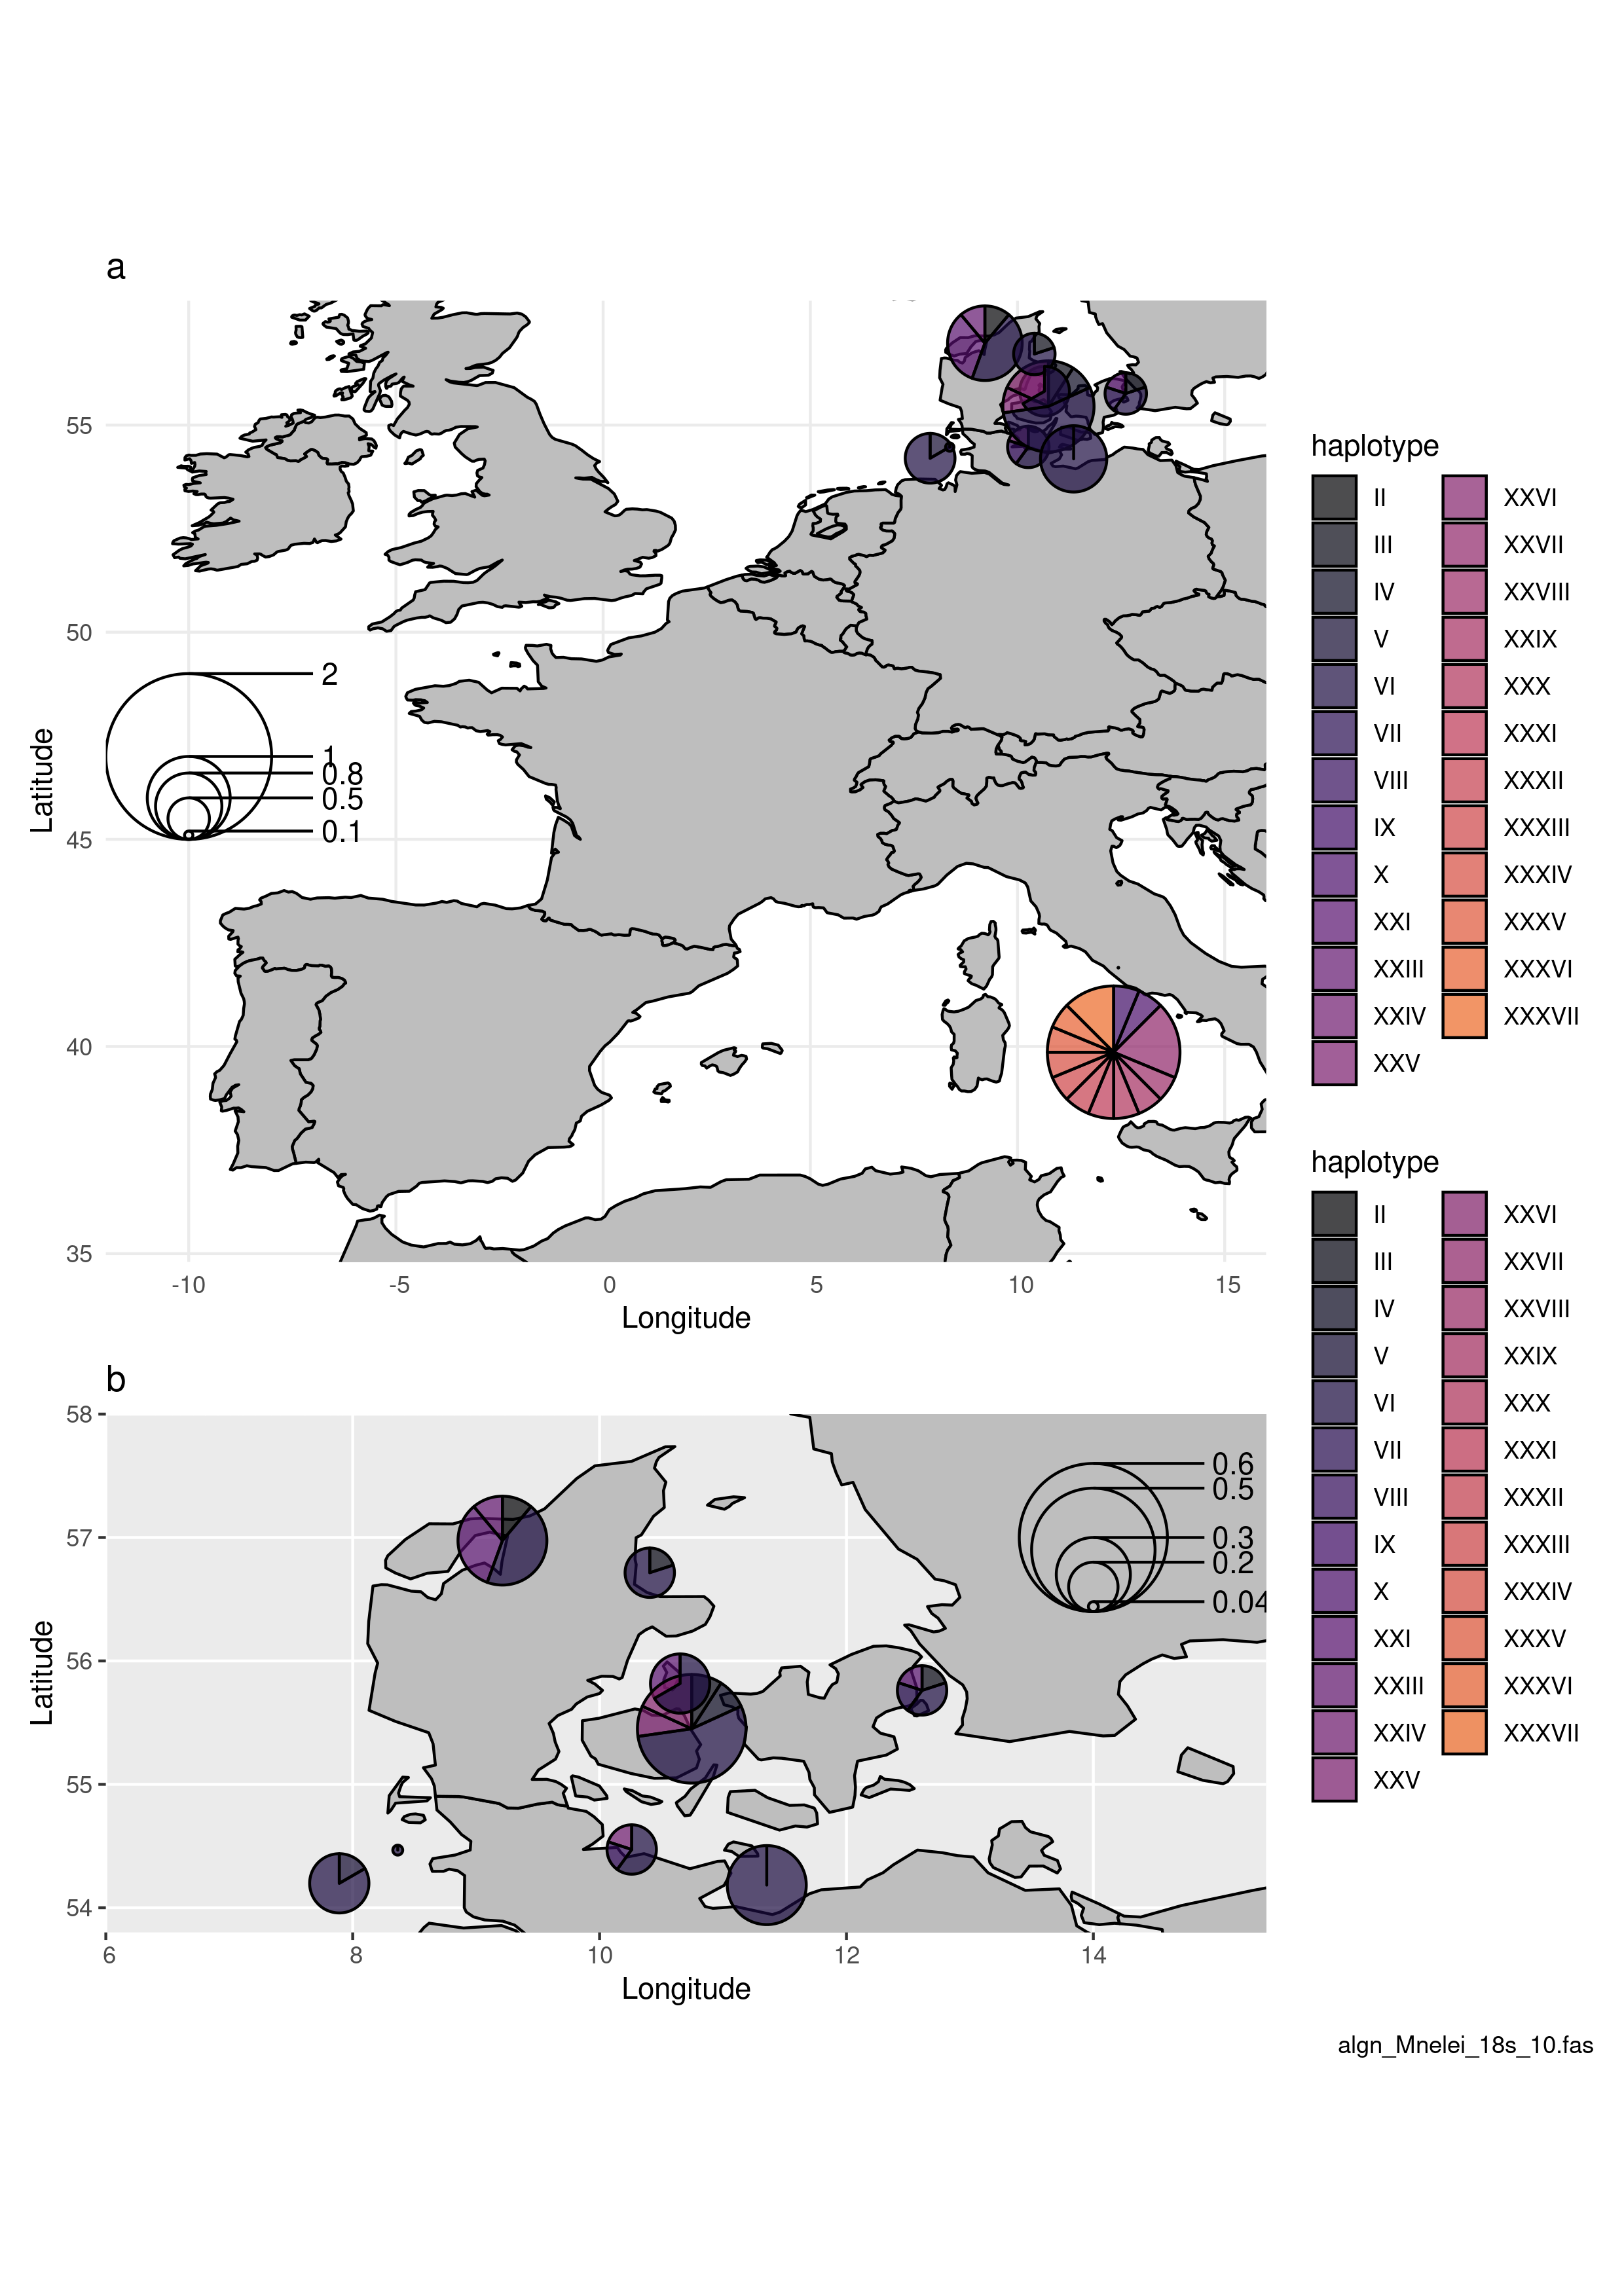 a
55
50
45
40
35
Latitude
2
1
0.8
0.5
0.1
-10 -5 0 5 10 15
Longitude
haplotype
II XXVI
III XXVII
IV XXVIII
V XXIX
VI XXX
VII XXXI
VIII XXXII
IX XXXIII
X XXXIV
XXI XXXV
XXIII XXXVI
XXIV XXXVII
XXV
b
58
57
56
55
54
Latitude
0.6
0.5
0.3
0.2
0.04
6 8 10 12 14
Longitude
haplotype
II XXVI
III XXVII
IV XXVIII
V XXIX
VI XXX
VII XXXI
VIII XXXII
IX XXXIII
X XXXIV
XXI XXXV
XXIII XXXVI
XXIV XXXVII
XXV
algn_Mnelei_18s_10.fas